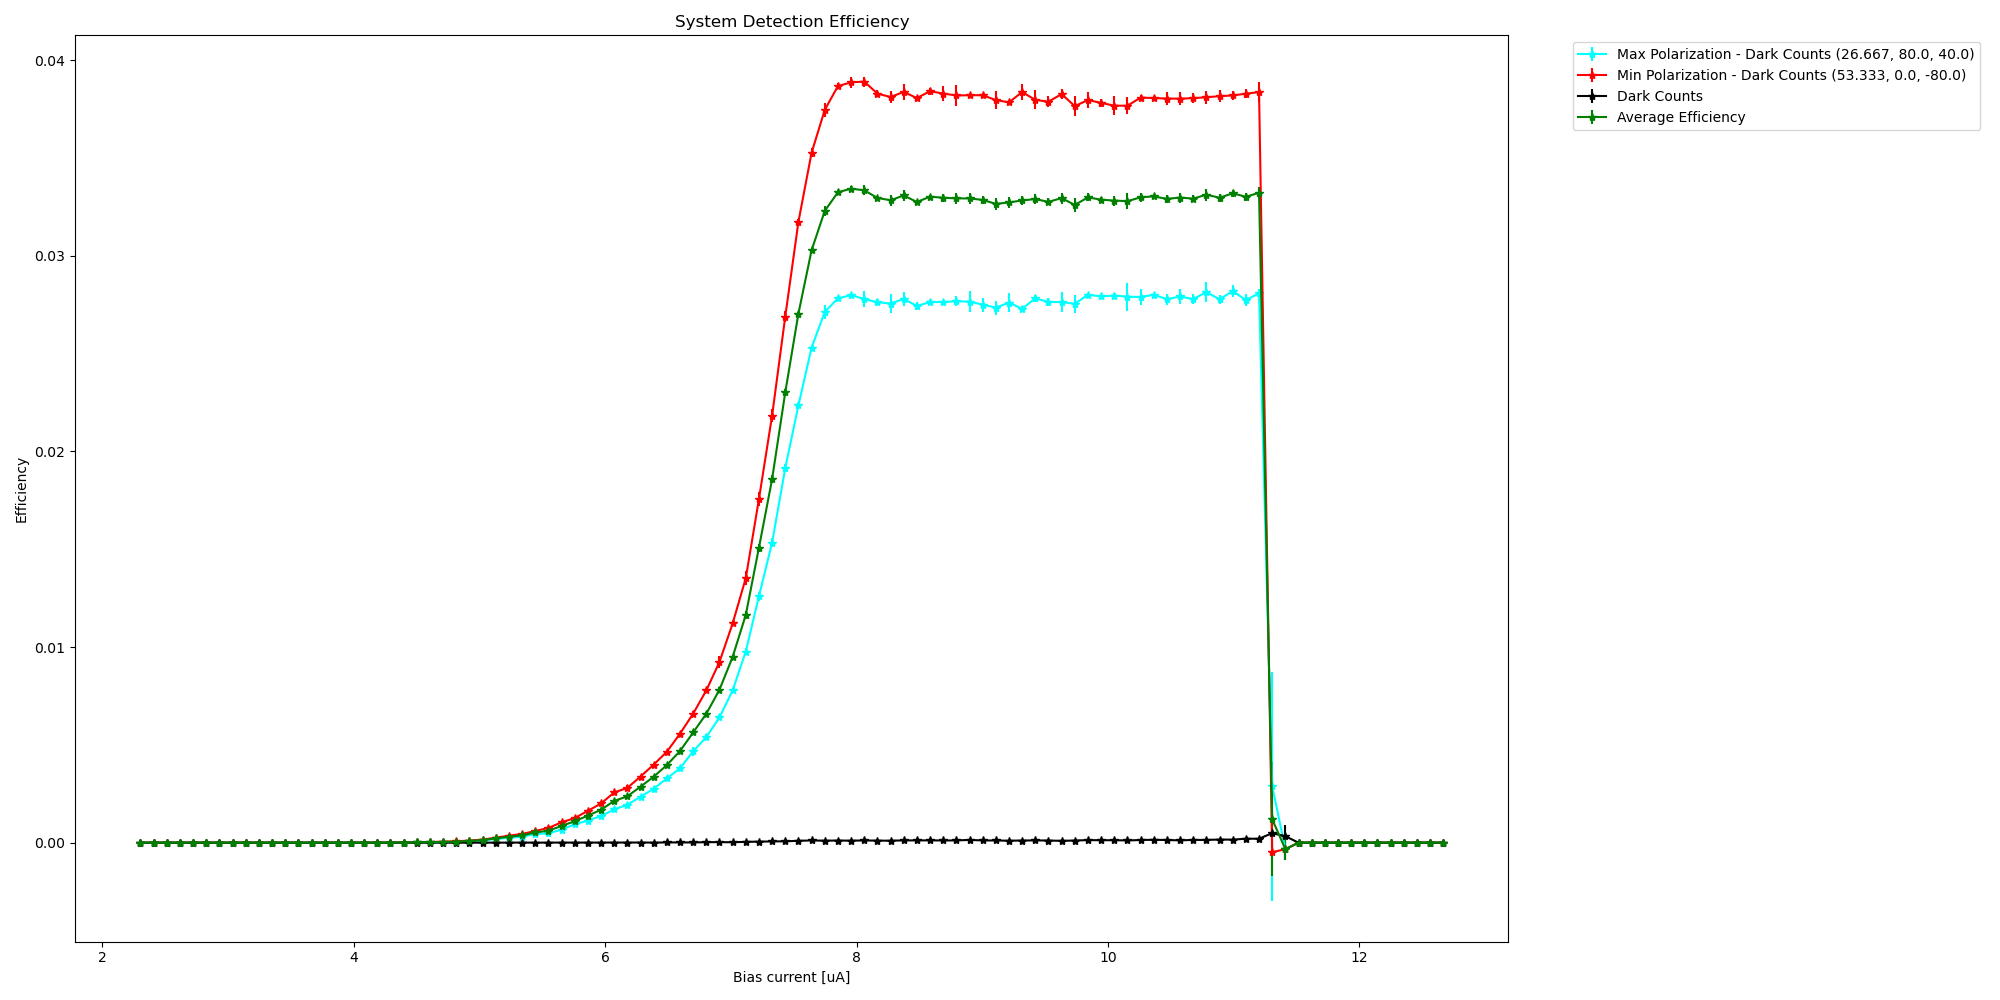 System Detection Efficiency
Max Polarization - Dark Counts (26.667, 80.0, 40.0)
Min Polarization - Dark Counts (53.333, 0.0, -80.0)
Dark Counts
Average Efficiency
0.04
0.03
0.02
0.01
0.00
Efficiency
2
4
6
8
10
12
Bias current [uA]